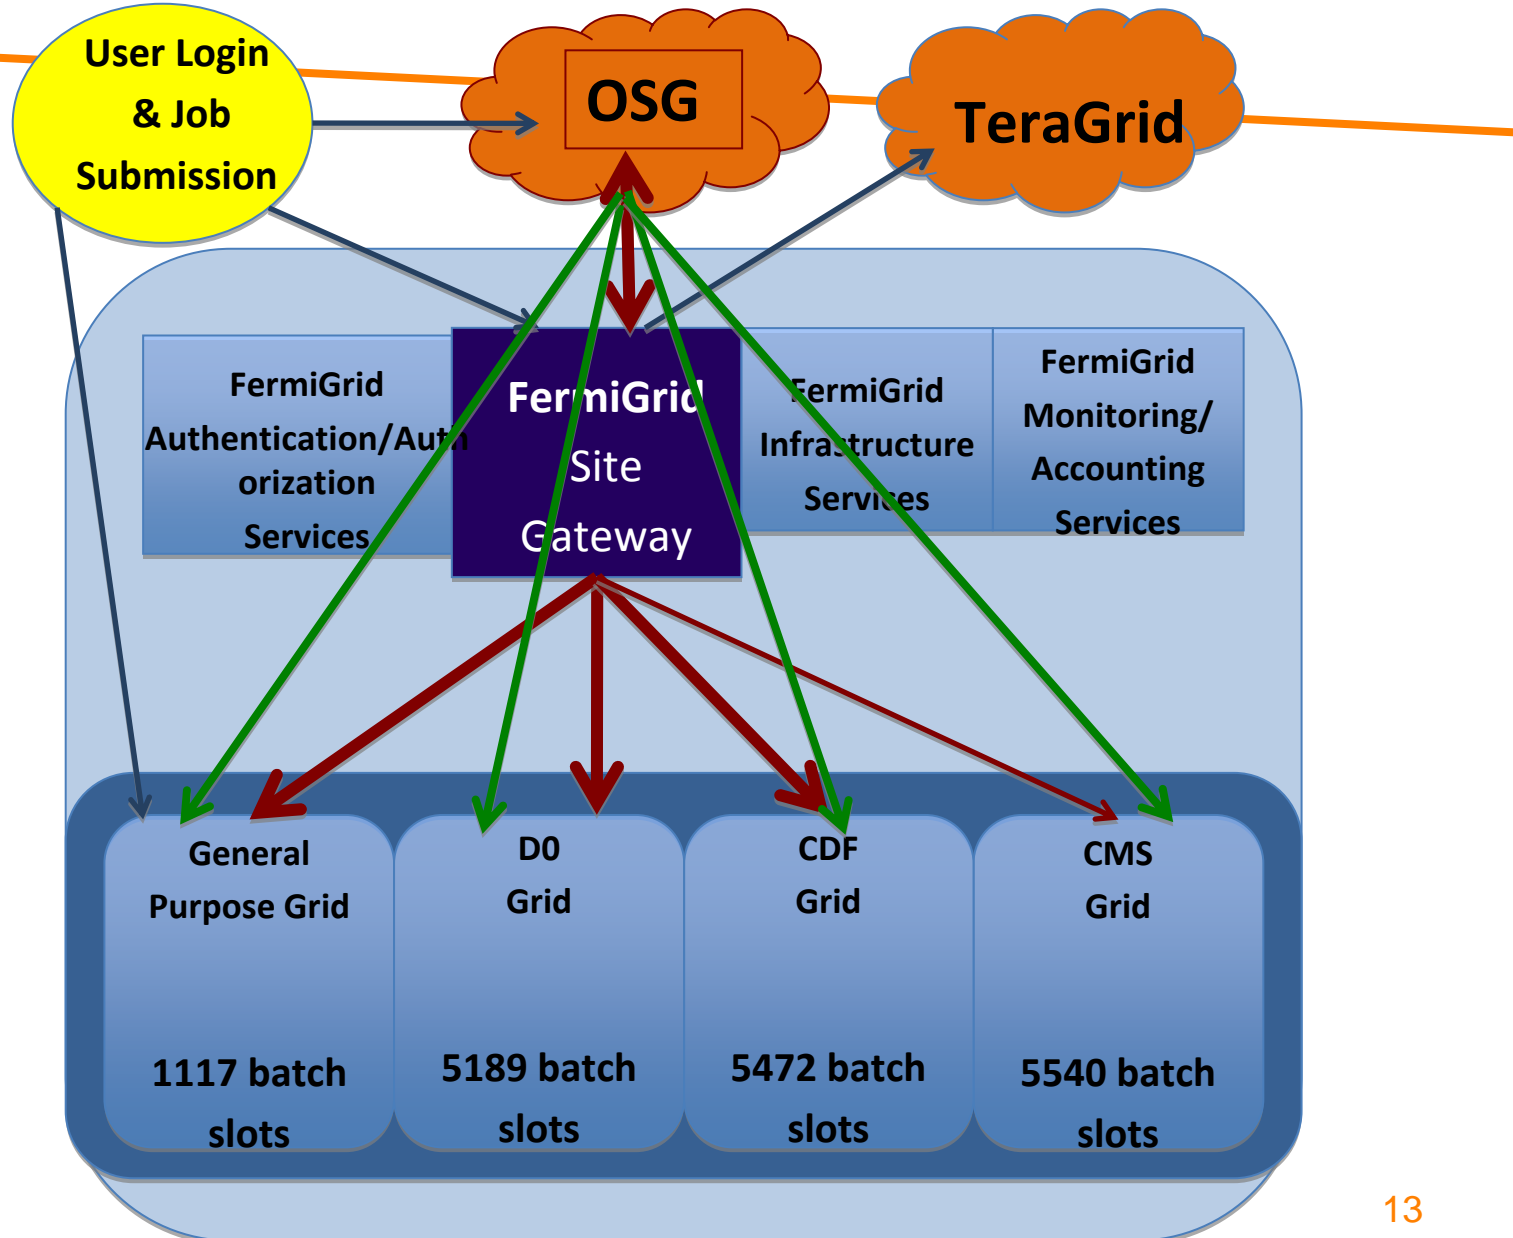 User Login
& Job
Submission
OSG
TeraGrid
FermiGrid
Authentication/Auth
orization
Services
FermiGrid
Site
Gateway
FermiGrid
Infrastructure
Services
FermiGrid
Monitoring/
Accounting
Services
General
Purpose Grid
1117 batch
slots
D0
Grid
5189 batch
slots
CDF
Grid
5472 batch
slots
CMS
Grid
5540 batch
slots
13